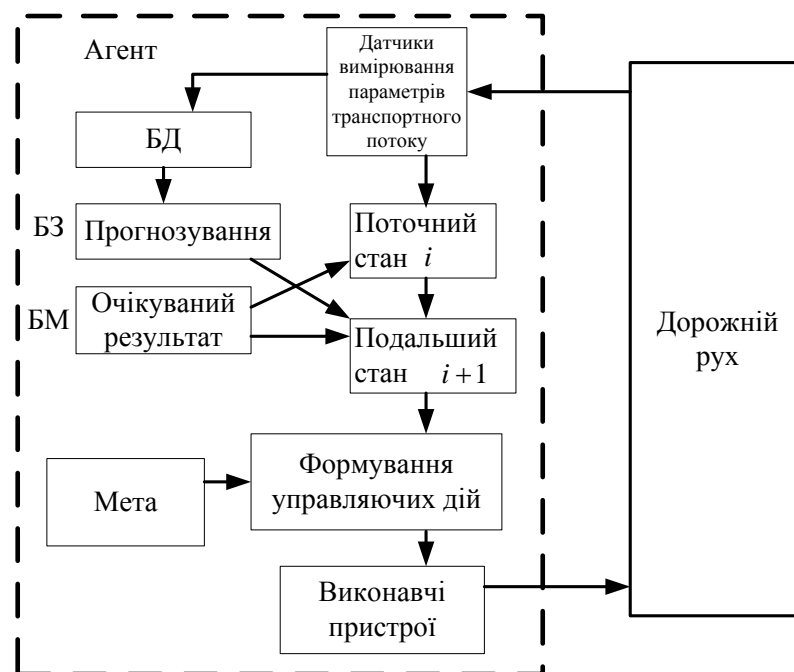 Агент
Датчики
вимірювання
параметрів
транспортного
потоку
БД
БЗ
Прогнозування
Поточний
стан i
БМ
Очікуваний
результат
Подальший
стан i+1
Дорожній
рух
Мета
Формування
управляючих дій
Виконавчі
пристрої